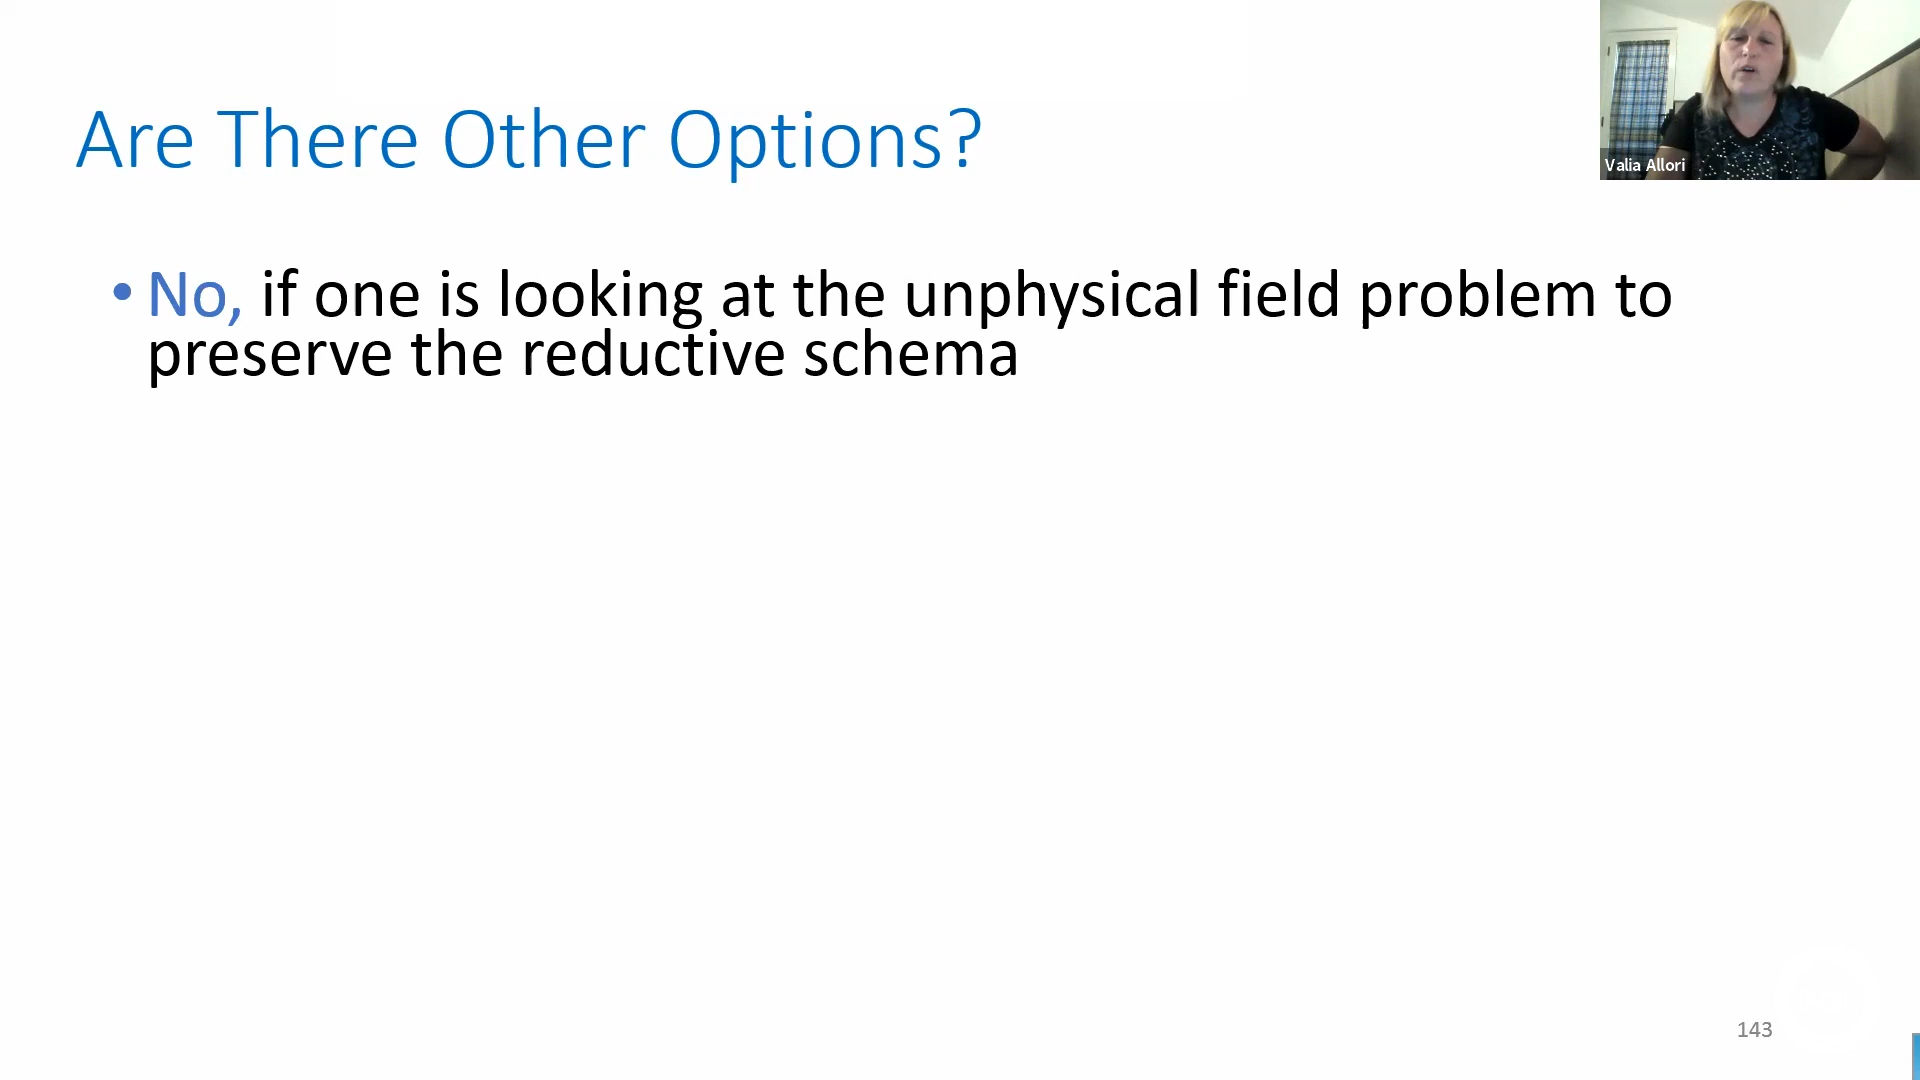 Valia Allori
Are There Other Options?
• No, if one is looking at the unphysical field problem to
preserve the reductive schema
143